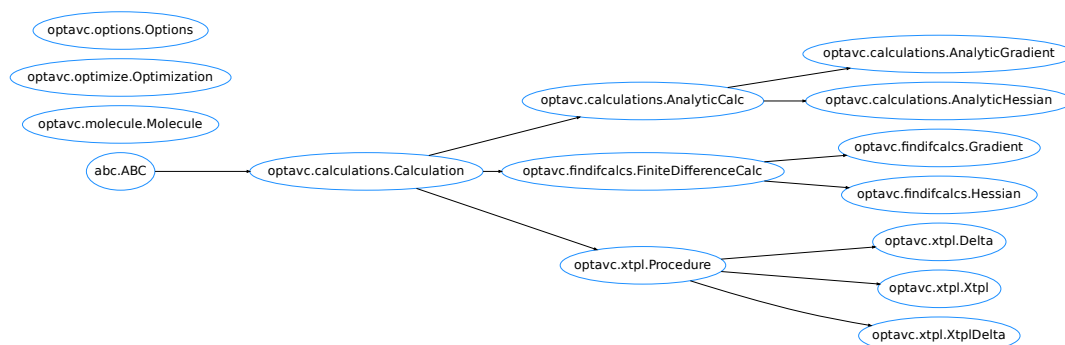 optavc.options.Options
optavc.optimize.Optimization
optavc.molecule.Molecule
abc.ABC
optavc.calculations.Calculation
optavc.calculations.AnalyticCalc
optavc.findifcalcs.FiniteDifferenceCalc
optavc.xtpl.Procedure
optavc.calculations.AnalyticGradient
optavc.calculations.AnalyticHessian
optavc.findifcalcs.Gradient
optavc.findifcalcs.Hessian
optavc.xtpl.Delta
optavc.xtpl.Xtpl
optavc.xtpl.XtplDelta